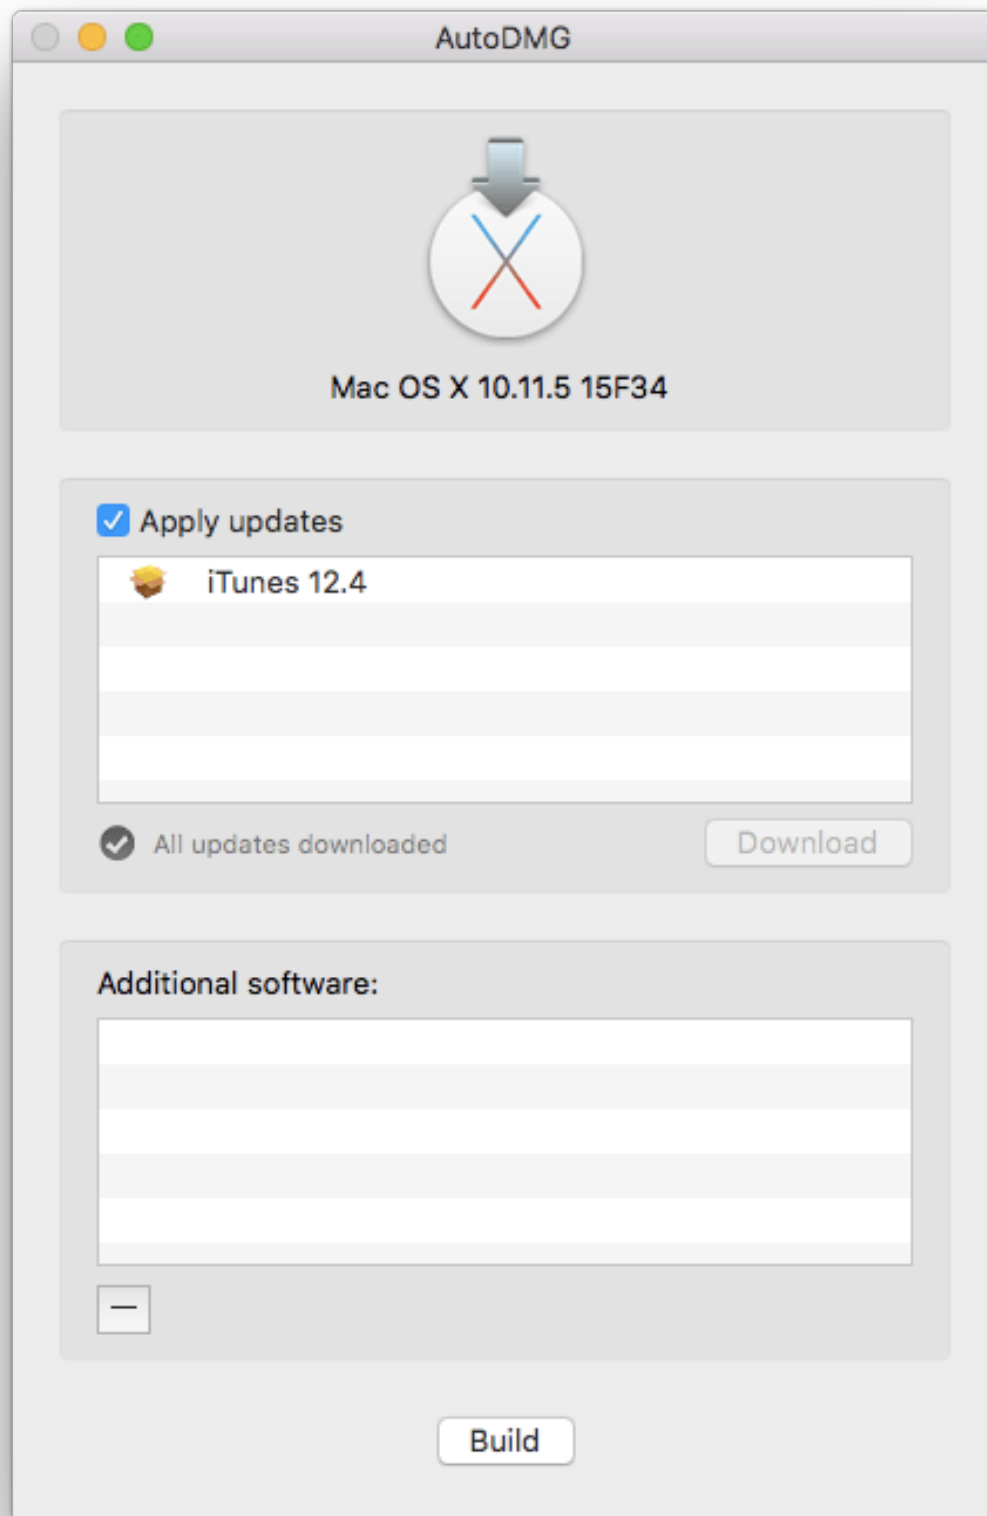 AutoDMG
Mac OS X 10.11.5 15F34
Apply updates
iTunes 12.4
All updates downloaded
Download
Additional software:
Build